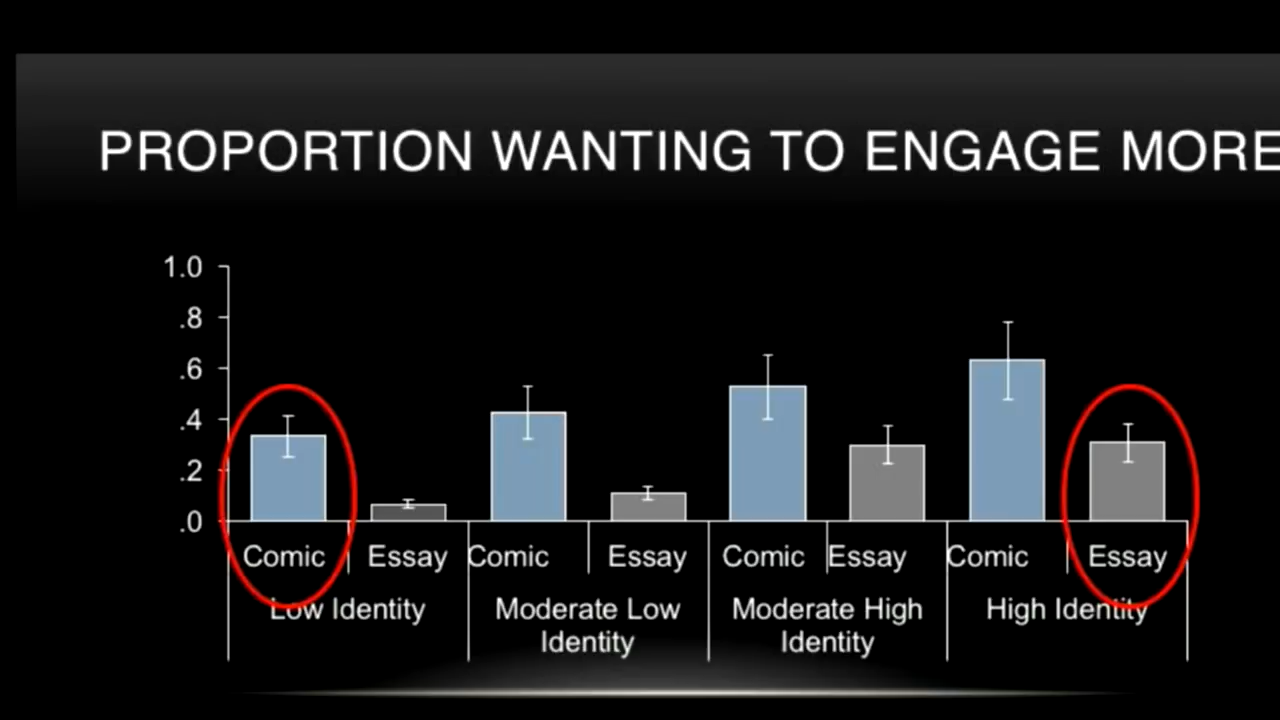 PROPORTION WANTING TO ENGAGE MORE
1.0
.8
.6
.4
.2
.0
Comic Essay Comic Essay Comic Essay Comic Essay
Low Identity Moderate Low Moderate High High Identity
Identity Identity